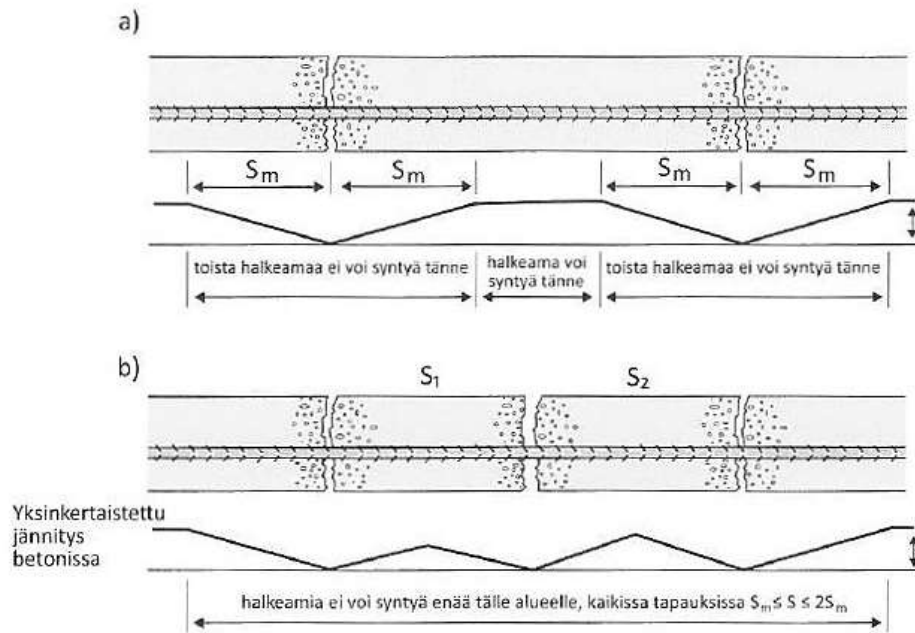 a)
Sm Sm Sm Sm
toista halkeamaa ei voi syntyä tänne
halkeama voi
syntyä tänne
toista halkeamaa ei voi syntyä tänne
b)
S₁ S₂
Yksinkertaistettu
jännitys
betonissa
halkeamia ei voi syntyä enää tälle alueelle, kaikissa tapauksissa Sm ≤ S ≤ 2Sm